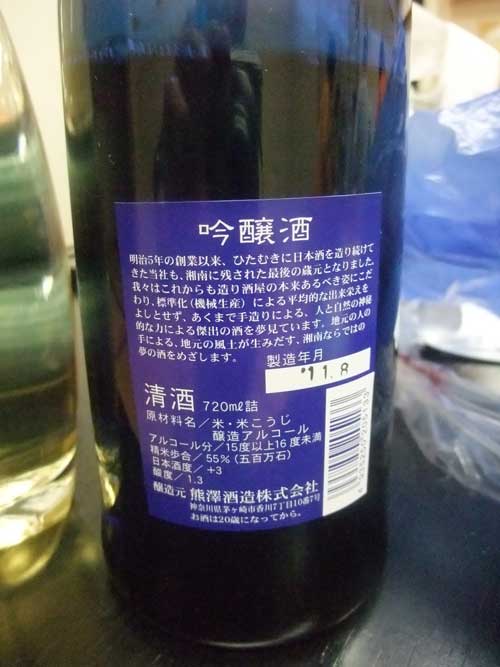 吟醸酒
明治5年の創業以来、ひたむきに日本酒を造り続けて
きた当社も、湘南に残された最後の蔵元となりました。
我々はこれからも造り酒屋の本来あるべき姿にこだ
わり、標準化（機械生産）による平均的な出来栄えを
よしとせず、あくまで手造りによる、人と自然の神秘
的な力による傑出の酒を夢見ています。地元の人の
手による、地元の風土が生みだす、湘南ならではの
夢の酒をめざします。
製造年月
'11.8
清酒 720mℓ詰
原材料名／米・米こうじ
醸造アルコール
アルコール分／15度以上16度未満
精米歩合／55％（五百万石）
日本酒度／+3
酸度／1.3
醸造元 熊澤酒造株式会社
神奈川県茅ヶ崎市香川7丁目10番7号
お酒は20歳になってから。